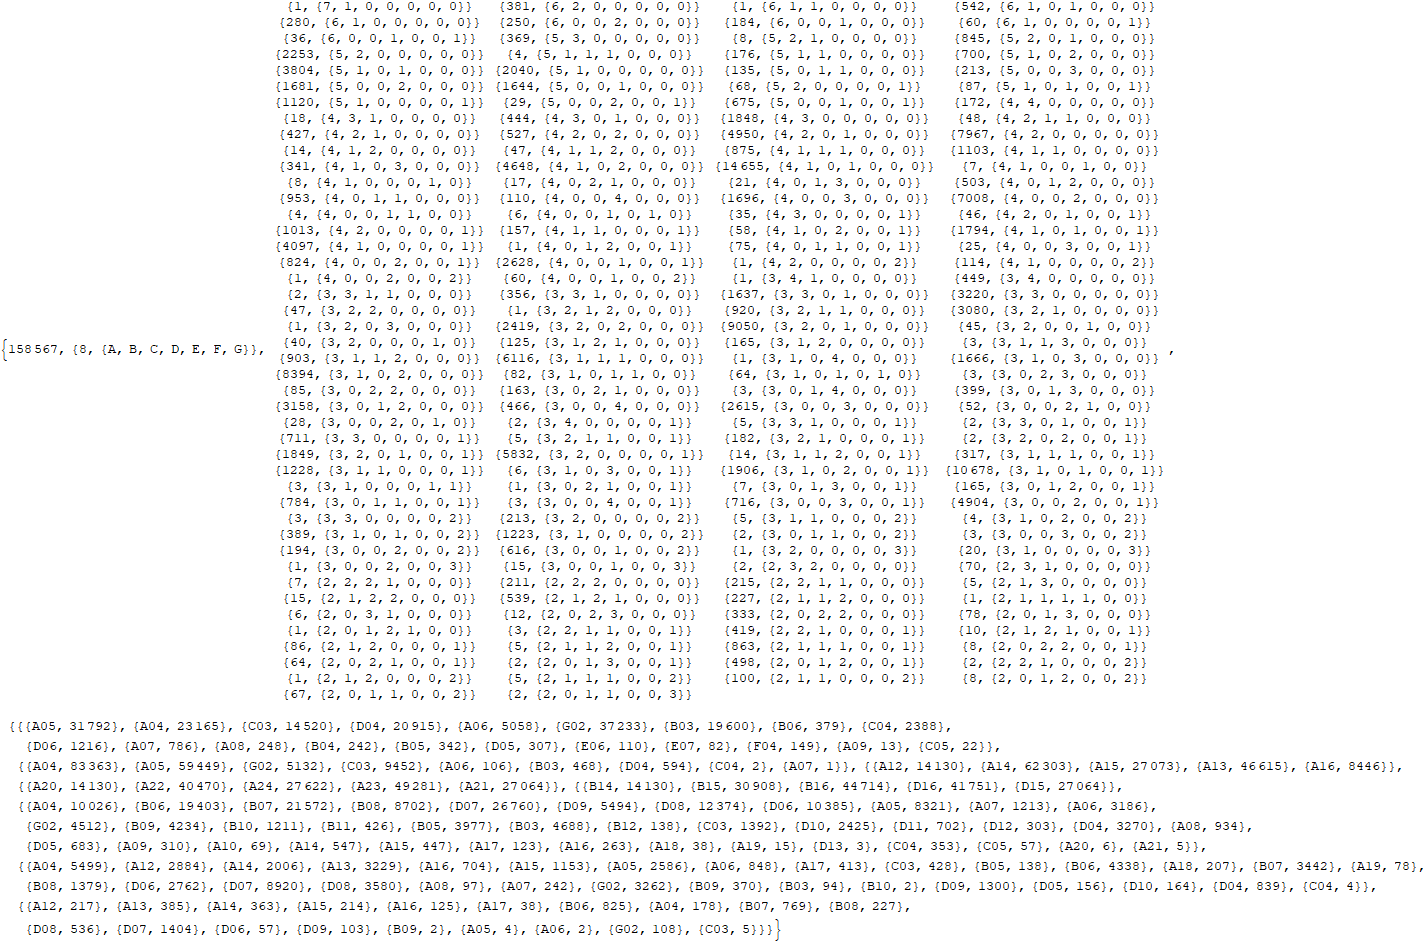 {1, {7, 1, 0, 0, 0, 0, 0}} {381, {6, 2, 0, 0, 0, 0, 0}} {1, {6, 1, 1, 0, 0, 0, 0}} {542, {6, 1, 0, 1, 0, 0, 0}}
{280, {6, 1, 0, 0, 0, 0, 0}} {250, {6, 0, 0, 2, 0, 0, 0}} {184, {6, 0, 0, 1, 0, 0, 0}} {60, {6, 1, 0, 0, 0, 0, 1}}
{36, {6, 0, 0, 1, 0, 0, 1}} {369, {5, 3, 0, 0, 0, 0, 0}} {8, {5, 2, 1, 0, 0, 0, 0}} {845, {5, 2, 0, 1, 0, 0, 0}}
{2253, {5, 2, 0, 0, 0, 0, 0}} {4, {5, 1, 1, 1, 0, 0, 0}} {176, {5, 1, 1, 0, 0, 0, 0}} {700, {5, 1, 0, 2, 0, 0, 0}}
{3804, {5, 1, 0, 1, 0, 0, 0}} {2040, {5, 1, 0, 0, 0, 0, 0}} {135, {5, 0, 1, 1, 0, 0, 0}} {213, {5, 0, 0, 3, 0, 0, 0}}
{1681, {5, 0, 0, 2, 0, 0, 0}} {1644, {5, 0, 0, 1, 0, 0, 0}} {68, {5, 2, 0, 0, 0, 0, 1}} {87, {5, 1, 0, 1, 0, 0, 1}}
{1120, {5, 1, 0, 0, 0, 0, 1}} {29, {5, 0, 0, 2, 0, 0, 1}} {675, {5, 0, 0, 1, 0, 0, 1}} {172, {4, 4, 0, 0, 0, 0, 0}}
{18, {4, 3, 1, 0, 0, 0, 0}} {444, {4, 3, 0, 1, 0, 0, 0}} {1848, {4, 3, 0, 0, 0, 0, 0}} {48, {4, 2, 1, 1, 0, 0, 0}}
{427, {4, 2, 1, 0, 0, 0, 0}} {527, {4, 2, 0, 2, 0, 0, 0}} {4950, {4, 2, 0, 1, 0, 0, 0}} {7967, {4, 2, 0, 0, 0, 0, 0}}
{14, {4, 1, 2, 0, 0, 0, 0}} {47, {4, 1, 1, 2, 0, 0, 0}} {875, {4, 1, 1, 1, 0, 0, 0}} {1103, {4, 1, 1, 0, 0, 0, 0}}
{341, {4, 1, 0, 3, 0, 0, 0}} {4648, {4, 1, 0, 2, 0, 0, 0}} {14655, {4, 1, 0, 1, 0, 0, 0}} {7, {4, 1, 0, 0, 1, 0, 0}}
{8, {4, 1, 0, 0, 0, 1, 0}} {17, {4, 0, 2, 1, 0, 0, 0}} {21, {4, 0, 1, 3, 0, 0, 0}} {503, {4, 0, 1, 2, 0, 0, 0}}
{953, {4, 0, 1, 1, 0, 0, 0}} {110, {4, 0, 0, 4, 0, 0, 0}} {1696, {4, 0, 0, 3, 0, 0, 0}} {7008, {4, 0, 0, 2, 0, 0, 0}}
{4, {4, 0, 0, 1, 1, 0, 0}} {6, {4, 0, 0, 1, 0, 1, 0}} {35, {4, 3, 0, 0, 0, 0, 1}} {46, {4, 2, 0, 1, 0, 0, 1}}
{1013, {4, 2, 0, 0, 0, 0, 1}} {157, {4, 1, 1, 0, 0, 0, 1}} {58, {4, 1, 0, 2, 0, 0, 1}} {1794, {4, 1, 0, 1, 0, 0, 1}}
{4097, {4, 1, 0, 0, 0, 0, 1}} {1, {4, 0, 1, 2, 0, 0, 1}} {75, {4, 0, 1, 1, 0, 0, 1}} {25, {4, 0, 0, 3, 0, 0, 1}}
{824, {4, 0, 0, 2, 0, 0, 1}} {2628, {4, 0, 0, 1, 0, 0, 1}} {1, {4, 2, 0, 0, 0, 0, 2}} {114, {4, 1, 0, 0, 0, 0, 2}}
{1, {4, 0, 0, 2, 0, 0, 2}} {60, {4, 0, 0, 1, 0, 0, 2}} {1, {3, 4, 1, 0, 0, 0, 0}} {449, {3, 4, 0, 0, 0, 0, 0}}
{2, {3, 3, 1, 1, 0, 0, 0}} {356, {3, 3, 1, 0, 0, 0, 0}} {1637, {3, 3, 0, 1, 0, 0, 0}} {3220, {3, 3, 0, 0, 0, 0, 0}}
{47, {3, 2, 2, 0, 0, 0, 0}} {1, {3, 2, 1, 2, 0, 0, 0}} {920, {3, 2, 1, 1, 0, 0, 0}} {3080, {3, 2, 1, 0, 0, 0, 0}}
{1, {3, 2, 0, 3, 0, 0, 0}} {2419, {3, 2, 0, 2, 0, 0, 0}} {9050, {3, 2, 0, 1, 0, 0, 0}} {45, {3, 2, 0, 0, 1, 0, 0}}
{40, {3, 2, 0, 0, 0, 1, 0}} {125, {3, 1, 2, 1, 0, 0, 0}} {165, {3, 1, 2, 0, 0, 0, 0}} {3, {3, 1, 1, 3, 0, 0, 0}}
{158567, {8, {A, B, C, D, E, F, G}}, {903, {3, 1, 1, 2, 0, 0, 0}} {6116, {3, 1, 1, 1, 0, 0, 0}} {1, {3, 1, 0, 4, 0, 0, 0}} {1666, {3, 1, 0, 3, 0, 0, 0}} ,
{8394, {3, 1, 0, 2, 0, 0, 0}} {82, {3, 1, 0, 1, 1, 0, 0}} {64, {3, 1, 0, 1, 0, 1, 0}} {3, {3, 0, 2, 3, 0, 0, 0}}
{85, {3, 0, 2, 2, 0, 0, 0}} {163, {3, 0, 2, 1, 0, 0, 0}} {3, {3, 0, 1, 4, 0, 0, 0}} {399, {3, 0, 1, 3, 0, 0, 0}}
{3158, {3, 0, 1, 2, 0, 0, 0}} {466, {3, 0, 0, 4, 0, 0, 0}} {2615, {3, 0, 0, 3, 0, 0, 0}} {52, {3, 0, 0, 2, 1, 0, 0}}
{28, {3, 0, 0, 2, 0, 1, 0}} {2, {3, 4, 0, 0, 0, 0, 1}} {5, {3, 3, 1, 0, 0, 0, 1}} {2, {3, 3, 0, 1, 0, 0, 1}}
{711, {3, 3, 0, 0, 0, 0, 1}} {5, {3, 2, 1, 1, 0, 0, 1}} {182, {3, 2, 1, 0, 0, 0, 1}} {2, {3, 2, 0, 2, 0, 0, 1}}
{1849, {3, 2, 0, 1, 0, 0, 1}} {5832, {3, 2, 0, 0, 0, 0, 1}} {14, {3, 1, 1, 2, 0, 0, 1}} {317, {3, 1, 1, 1, 0, 0, 1}}
{1228, {3, 1, 1, 0, 0, 0, 1}} {6, {3, 1, 0, 3, 0, 0, 1}} {1906, {3, 1, 0, 2, 0, 0, 1}} {10678, {3, 1, 0, 1, 0, 0, 1}}
{3, {3, 1, 0, 0, 0, 1, 1}} {1, {3, 0, 2, 1, 0, 0, 1}} {7, {3, 0, 1, 3, 0, 0, 1}} {165, {3, 0, 1, 2, 0, 0, 1}}
{784, {3, 0, 1, 1, 0, 0, 1}} {3, {3, 0, 0, 4, 0, 0, 1}} {716, {3, 0, 0, 3, 0, 0, 1}} {4904, {3, 0, 0, 2, 0, 0, 1}}
{3, {3, 3, 0, 0, 0, 0, 2}} {213, {3, 2, 0, 0, 0, 0, 2}} {5, {3, 1, 1, 0, 0, 0, 2}} {4, {3, 1, 0, 2, 0, 0, 2}}
{389, {3, 1, 0, 1, 0, 0, 2}} {1223, {3, 1, 0, 0, 0, 0, 2}} {2, {3, 0, 1, 1, 0, 0, 2}} {3, {3, 0, 0, 3, 0, 0, 2}}
{194, {3, 0, 0, 2, 0, 0, 2}} {616, {3, 0, 0, 1, 0, 0, 2}} {1, {3, 2, 0, 0, 0, 0, 3}} {20, {3, 1, 0, 0, 0, 0, 3}}
{1, {3, 0, 0, 2, 0, 0, 3}} {15, {3, 0, 0, 1, 0, 0, 3}} {2, {2, 3, 2, 0, 0, 0, 0}} {70, {2, 3, 1, 0, 0, 0, 0}}
{7, {2, 2, 2, 1, 0, 0, 0}} {211, {2, 2, 2, 0, 0, 0, 0}} {215, {2, 2, 1, 1, 0, 0, 0}} {5, {2, 1, 3, 0, 0, 0, 0}}
{15, {2, 1, 2, 2, 0, 0, 0}} {539, {2, 1, 2, 1, 0, 0, 0}} {227, {2, 1, 1, 2, 0, 0, 0}} {1, {2, 1, 1, 1, 1, 0, 0}}
{6, {2, 0, 3, 1, 0, 0, 0}} {12, {2, 0, 2, 3, 0, 0, 0}} {333, {2, 0, 2, 2, 0, 0, 0}} {78, {2, 0, 1, 3, 0, 0, 0}}
{1, {2, 0, 1, 2, 1, 0, 0}} {3, {2, 2, 1, 1, 0, 0, 1}} {419, {2, 2, 1, 0, 0, 0, 1}} {10, {2, 1, 2, 1, 0, 0, 1}}
{86, {2, 1, 2, 0, 0, 0, 1}} {5, {2, 1, 1, 2, 0, 0, 1}} {863, {2, 1, 1, 1, 0, 0, 1}} {8, {2, 0, 2, 2, 0, 0, 1}}
{64, {2, 0, 2, 1, 0, 0, 1}} {2, {2, 0, 1, 3, 0, 0, 1}} {498, {2, 0, 1, 2, 0, 0, 1}} {2, {2, 2, 1, 0, 0, 0, 2}}
{1, {2, 1, 2, 0, 0, 0, 2}} {5, {2, 1, 1, 1, 0, 0, 2}} {100, {2, 1, 1, 0, 0, 0, 2}} {8, {2, 0, 1, 2, 0, 0, 2}}
{67, {2, 0, 1, 1, 0, 0, 2}} {2, {2, 0, 1, 1, 0, 0, 3}}
{{{A05, 31792}, {A04, 23165}, {C03, 14520}, {D04, 20915}, {A06, 5058}, {G02, 37233}, {B03, 19600}, {B06, 379}, {C04, 2388},
{D06, 1216}, {A07, 786}, {A08, 248}, {B04, 242}, {B05, 342}, {D05, 307}, {E06, 110}, {E07, 82}, {F04, 149}, {A09, 13}, {C05, 22}},
{{A04, 83363}, {A05, 59449}, {G02, 5132}, {C03, 9452}, {A06, 106}, {B03, 468}, {D04, 594}, {C04, 2}, {A07, 1}}, {{A12, 14130}, {A14, 62303}, {A15, 27073}, {A13, 46615}, {A16, 8446}},
{{A20, 14130}, {A22, 40470}, {A24, 27622}, {A23, 49281}, {A21, 27064}}, {{B14, 14130}, {B15, 30908}, {B16, 44714}, {D16, 41751}, {D15, 27064}},
{{A04, 10026}, {B06, 19403}, {B07, 21572}, {B08, 8702}, {D07, 26760}, {D09, 5494}, {D08, 12374}, {D06, 10385}, {A05, 8321}, {A07, 1213}, {A06, 3186},
{G02, 4512}, {B09, 4234}, {B10, 1211}, {B11, 426}, {B05, 3977}, {B03, 4688}, {B12, 138}, {C03, 1392}, {D10, 2425}, {D11, 702}, {D12, 303}, {D04, 3270}, {A08, 934},
{D05, 683}, {A09, 310}, {A10, 69}, {A14, 547}, {A15, 447}, {A17, 123}, {A16, 263}, {A18, 38}, {A19, 15}, {D13, 3}, {C04, 353}, {C05, 57}, {A20, 6}, {A21, 5}},
{{A04, 5499}, {A12, 2884}, {A14, 2006}, {A13, 3229}, {A16, 704}, {A15, 1153}, {A05, 2586}, {A06, 848}, {A17, 413}, {C03, 428}, {B05, 138}, {B06, 4338}, {A18, 207}, {B07, 3442}, {A19, 78},
{B08, 1379}, {D06, 2762}, {D07, 8920}, {D08, 3580}, {A08, 97}, {A07, 242}, {G02, 3262}, {B09, 370}, {B03, 94}, {B10, 2}, {D09, 1300}, {D05, 156}, {D10, 164}, {D04, 839}, {C04, 4}},
{{A12, 217}, {A13, 385}, {A14, 363}, {A15, 214}, {A16, 125}, {A17, 38}, {B06, 825}, {A04, 178}, {B07, 769}, {B08, 227},
{D08, 536}, {D07, 1404}, {D06, 57}, {D09, 103}, {B09, 2}, {A05, 4}, {A06, 2}, {G02, 108}, {C03, 5}}}}